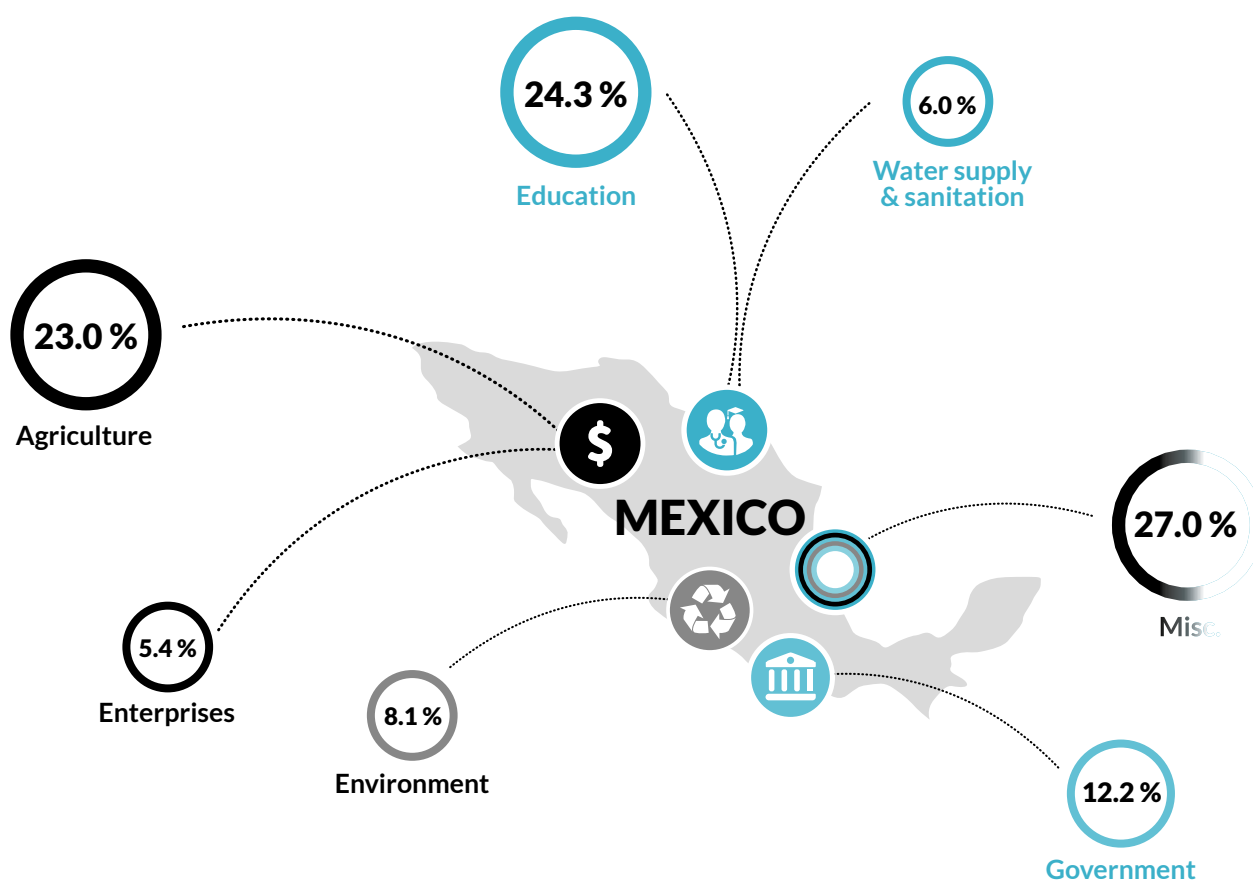 24.3 %
Education
6.0 %
Water supply
& sanitation
23.0 %
Agriculture
$
MEXICO
27.0 %
Misc.
5.4 %
Enterprises
8.1 %
Environment
12.2 %
Government